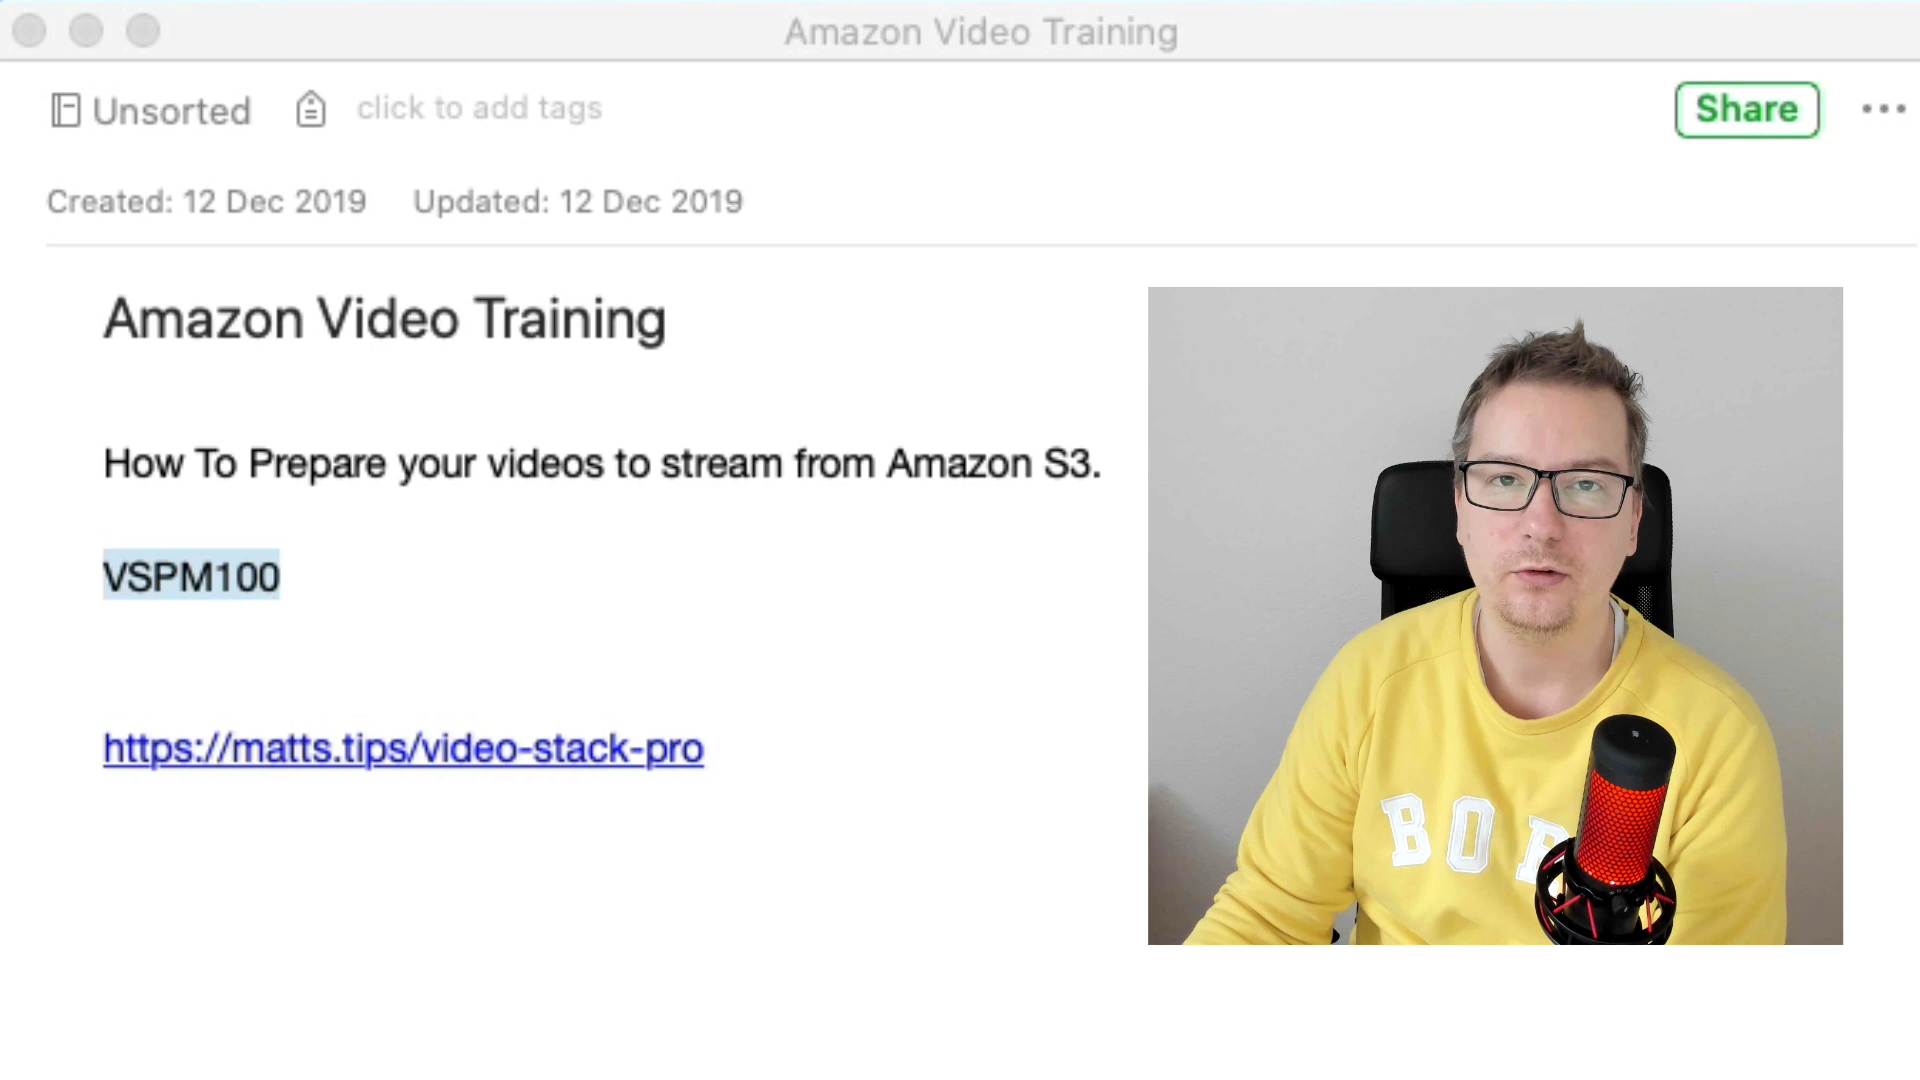 Amazon Video Training
Unsorted click to add tags Share
Created: 12 Dec 2019 Updated: 12 Dec 2019
Amazon Video Training
How To Prepare your videos to stream from Amazon S3.
VSPM100
https://matts.tips/video-stack-pro
BO